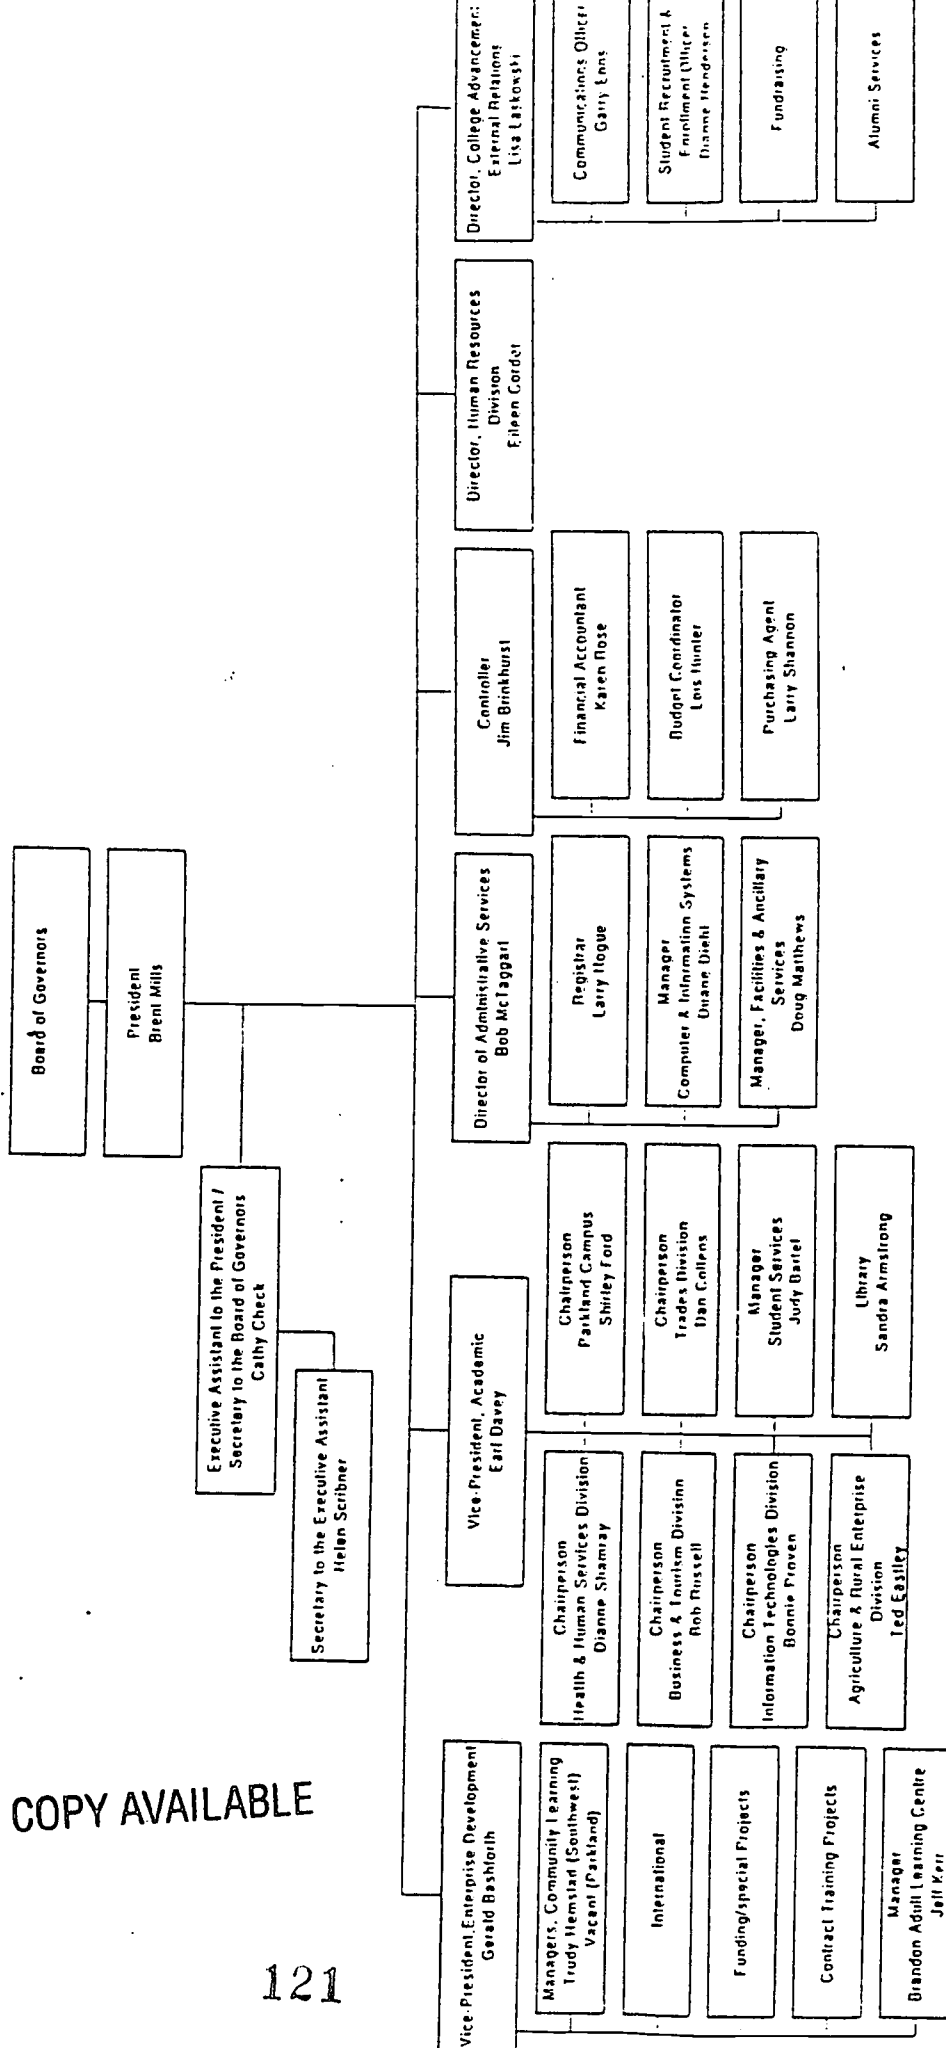 Board of Governors
President
Brent Mills
Executive Assistant to the President /
Secretary to the Board of Governors
Cathy Check
Secretary to the Executive Assistant
Helen Scribner
Vice-President, Enterprise Development
Gerald Bashforth
Managers, Community Learning
Trudy Hemstad (Southwest)
Vacant (Parkland)
International
Funding/special Projects
Contract Training Projects
Manager
Brandon Adult Learning Centre
Jeff Kerr
Vice-President, Academic
Earl Davey
Chairperson
Health & Human Services Division
Dianne Shamray
Chairperson
Business & Tourism Division
Bob Russell
Chairperson
Information Technologies Division
Bonnie Proven
Chairperson
Agriculture & Rural Enterprise
Division
Ted Eastley
Chairperson
Parkland Campus
Shirley Ford
Chairperson
Trades Division
Dan Collens
Manager
Student Services
Judy Bartel
Library
Sandra Armstrong
Director of Administrative Services
Bob McTaggart
Registrar
Larry Hogue
Manager
Computer & Information Systems
Duane Diehl
Manager, Facilities & Ancillary
Services
Doug Matthews
Controller
Jim Brinkhurst
Financial Accountant
Karen Rose
Budget Coordinator
Lois Hunter
Purchasing Agent
Larry Shannon
Director, Human Resources
Division
Eileen Gordet
Director, College Advancement
External Relations
Lisa Laskowski
Communications Officer
Garry Enns
Student Recruitment &
Enrollment Officer
Dianne Henderson
Fundraising
Alumni Services
COPY AVAILABLE
121